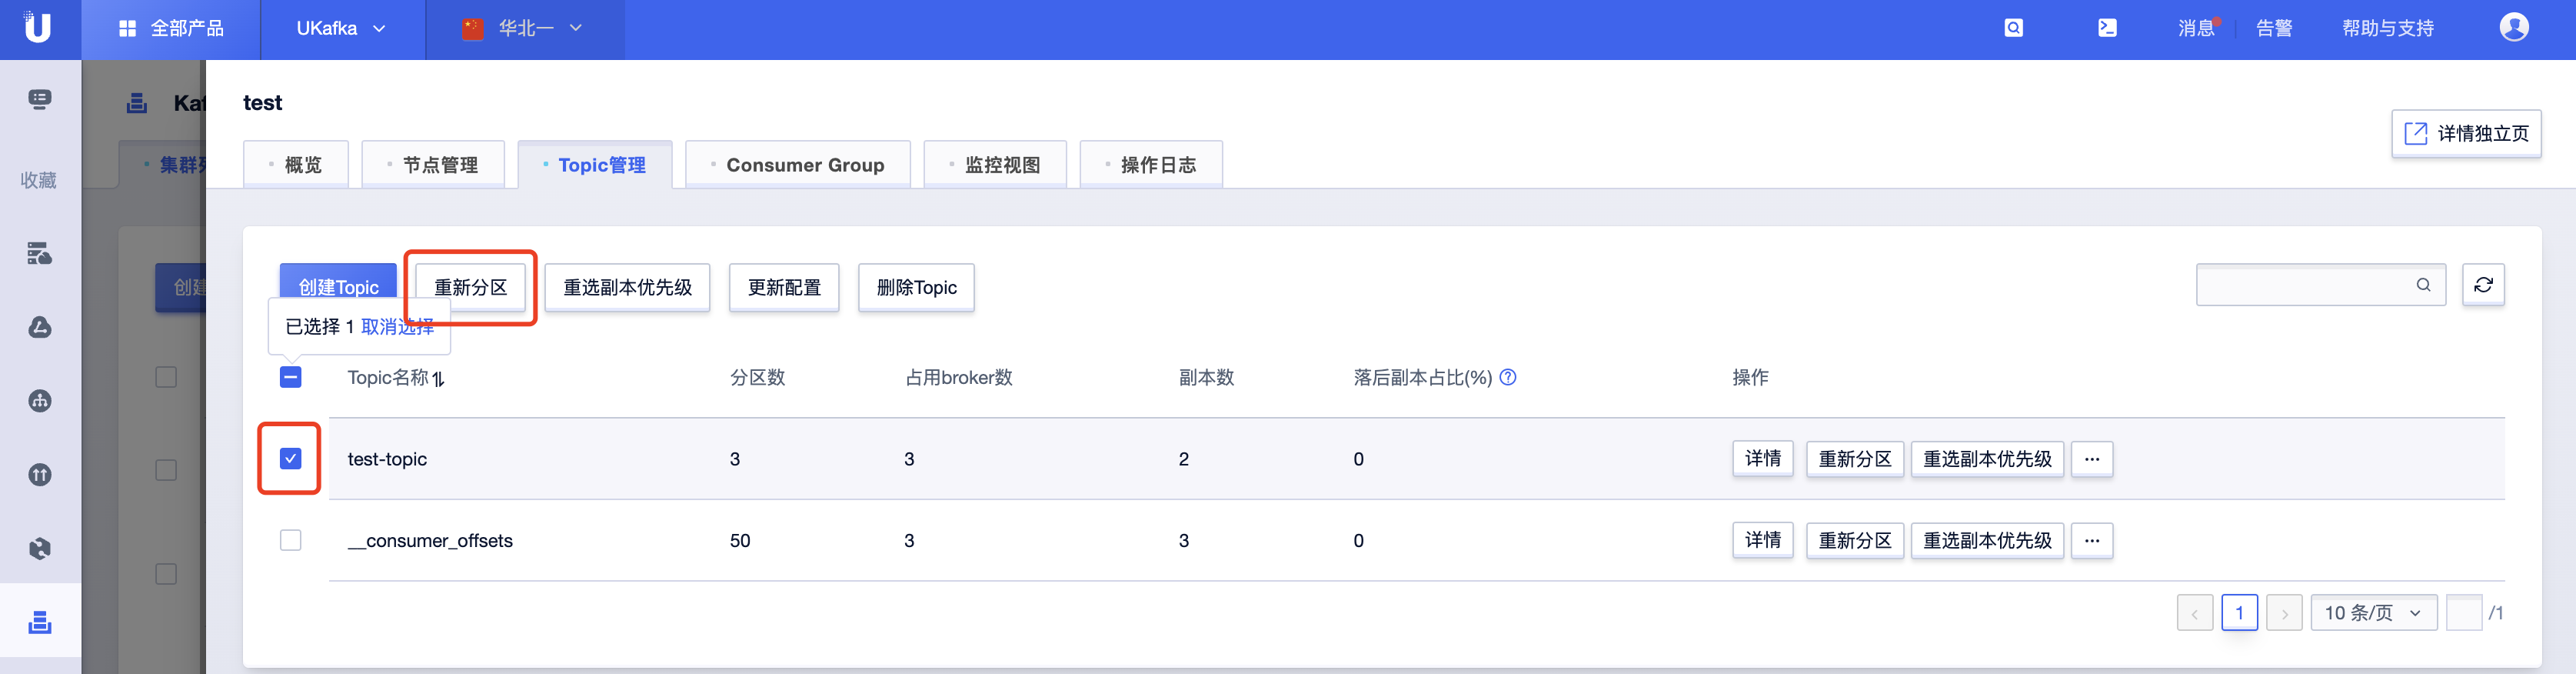 全部产品
UKafka
华北一
消息
告警
帮助与支持
收藏
test
详情独立页
集群
概览
节点管理
Topic管理
Consumer Group
监控视图
操作日志
创建Topic
重新分区
重选副本优先级
更新配置
删除Topic
已选择 1 取消选择
Topic名称
分区数
占用broker数
副本数
落后副本占比(%)
操作
test-topic
3
3
2
0
详情
重新分区
重选副本优先级
...
__consumer_offsets
50
3
3
0
详情
重新分区
重选副本优先级
...
1
10 条/页
/1